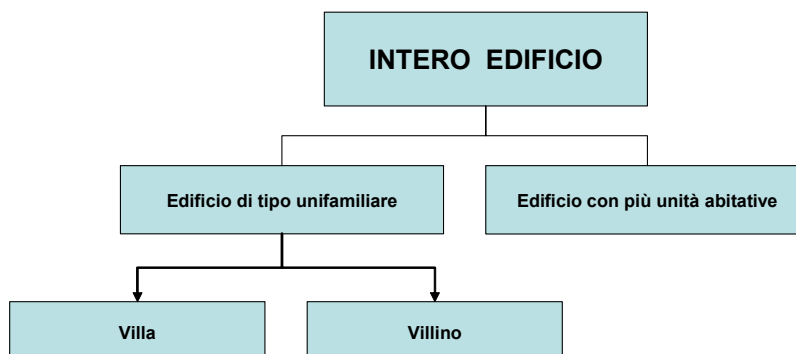 INTERO EDIFICIO
Edificio di tipo unifamiliare
Edificio con più unità abitative
Villa
Villino